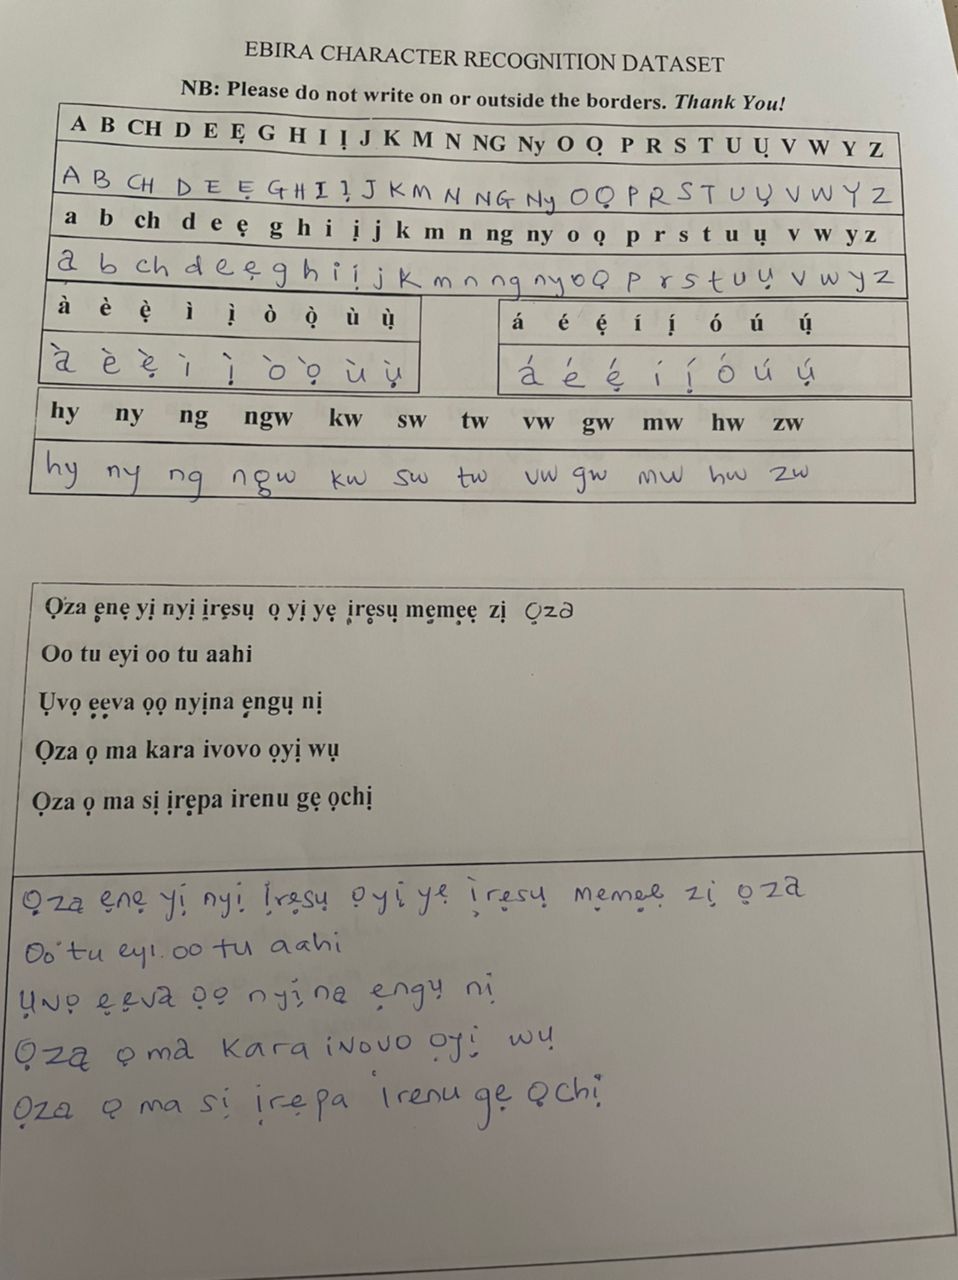 EBIRA CHARACTER RECOGNITION DATASET
NB: Please do not write on or outside the borders. Thank You!
A B CH D E Ẹ G H I Ị J K M N NG Ny O Ọ P R S T U Ụ V W Y Z
A B CH D E Ẹ G H I Ị J K M N NG Ny O Ọ P R S T U Ụ V W Y Z
a b ch d e ẹ g h i ị j k m n ng ny o ọ p r s t u ụ v w y z
a b ch d e ẹ g h i ị j k m n ng ny o ọ p r s t u ụ v w y z
à è ẹ̀ ì ị̀ ò ọ̀ ù ụ̀
á é ẹ́ í ị́ ó ú ụ́
à è ẹ̀ ì ị̀ ò ọ̀ ù ụ̀
á é ẹ́ í ị́ ó ú ụ́
hy ny ng ngw kw sw tw vw gw mw hw zw
hy ny ng ngw kw sw tw vw gw mw hw zw
Ọza ẹnẹ yị nyị ịrẹsụ ọ yị yẹ ịrẹsụ mẹmẹẹ zị ọza
Oo tu eyi oo tu aahi
Ụvọ ẹẹva ọọ nyịna ẹngụ nị
Ọza ọ ma kara ivovo ọyị wụ
Ọza ọ ma sị ịrẹpa irenu gẹ ọchị
Ọzạ ẹnẹ yị nyị ịrẹsụ ọyị yẹ ịrẹsụ mẹmẹẹ zị ọza
Oo tu eyi oo tu aahi
Ụvọ ẹẹva ọọ nyịnạ ẹngụ nị
Ọzạ ọ ma kara ivovo ọyị wụ
Ọza ọ ma sị ịrẹpa irenu gẹ ọchị